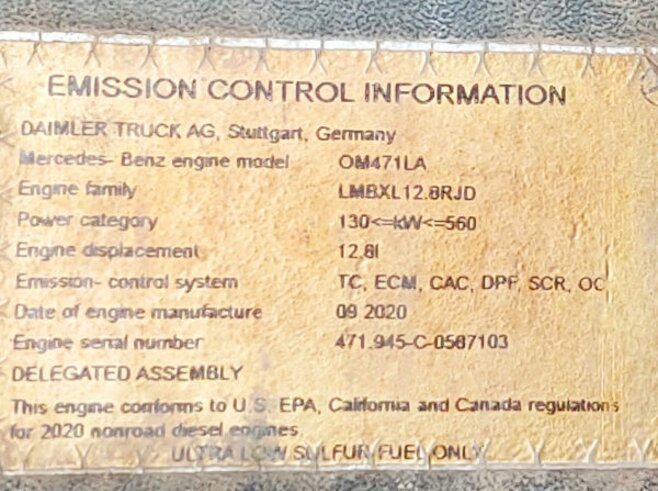 EMISSION CONTROL INFORMATION
DAIMLER TRUCK AG, Stuttgart, Germany
Mercedes- Benz engine model OM471LA
Engine family LMBXL12.8RJD
Power category 130<=kW<=560
Engine displacement 12.8l
Emission- control system TC, ECM, CAC, DPF, SCR, OC
Date of engine manufacture 09 2020
Engine serial number 471.945-C-0587103
DELEGATED ASSEMBLY
This engine conforms to U.S. EPA, California and Canada regulations
for 2020 nonroad diesel engines
ULTRA LOW SULFUR FUEL ONLY